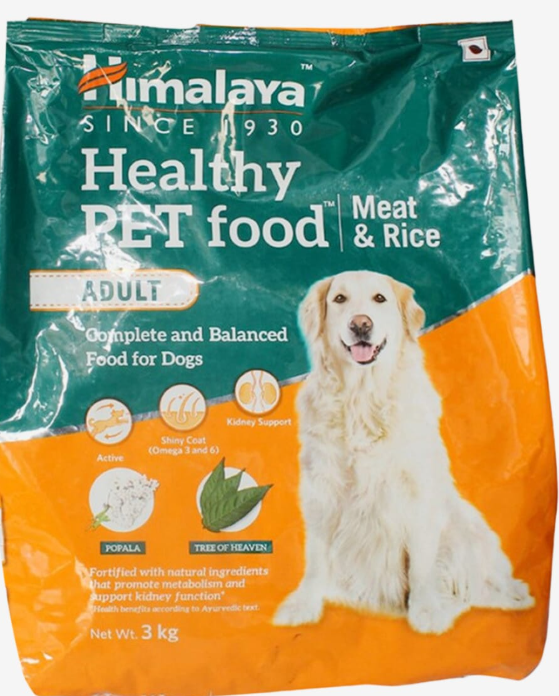 Himalaya™
SINCE 1930
Healthy
PET food™ | Meat
& Rice
ADULT
Complete and Balanced
Food for Dogs
Kidney Support
Shiny Coat
(Omega 3 and 6)
Active
POPALA
TREE OF HEAVEN
Fortified with natural ingredients
that promote metabolism and
support kidney function*
*Health benefits according to Ayurvedic text.
Net Wt. 3 kg